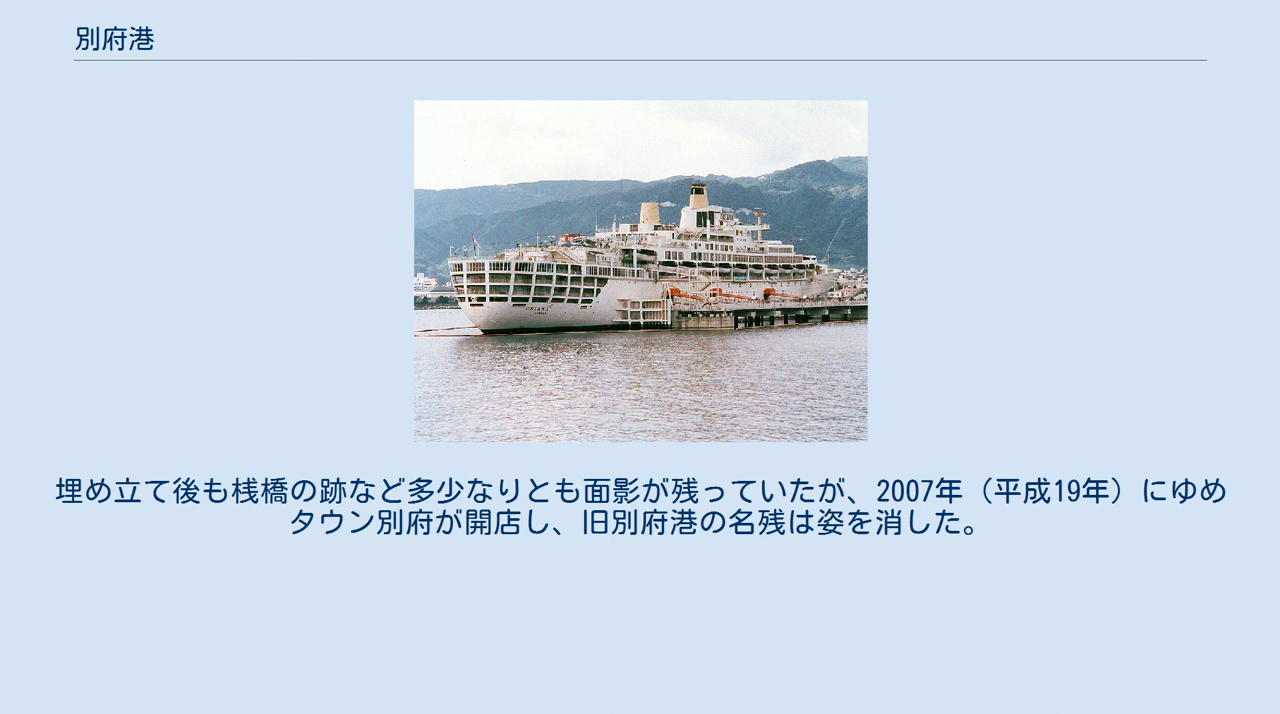 別府港
ORIANA
埋め立て後も桟橋の跡など多少なりとも面影が残っていたが、2007年（平成19年）にゆめ
タウン別府が開店し、旧別府港の名残は姿を消した。